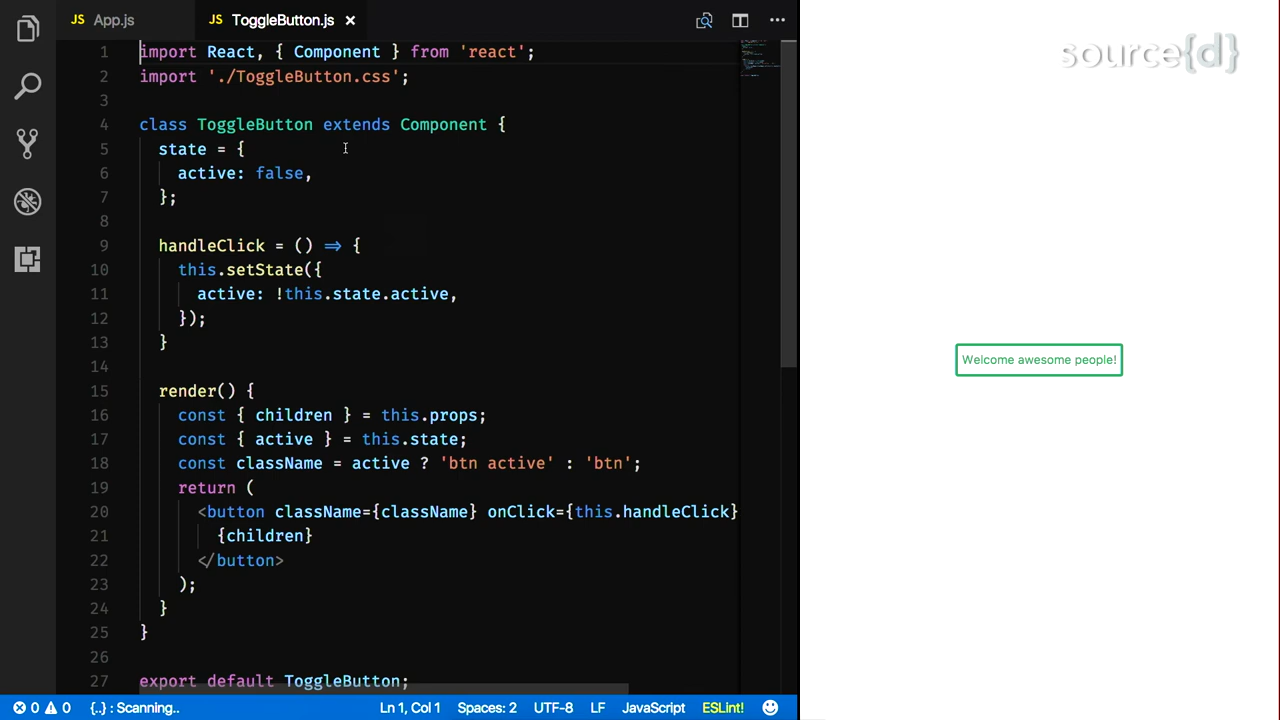 JS App.js
JS ToggleButton.js
1 import React, { Component } from 'react';
2 import './ToggleButton.css';
3
4 class ToggleButton extends Component {
5 state = {
6 active: false,
7 };
8
9 handleClick = () => {
10 this.setState({
11 active: !this.state.active,
12 });
13 }
14
15 render() {
16 const { children } = this.props;
17 const { active } = this.state;
18 const className = active ? 'btn active' : 'btn';
19 return (
20 <button className={className} onClick={this.handleClick}
21 {children}
22 </button>
23 );
24 }
25 }
26
27 export default ToggleButton;
0 0 {..} : Scanning.. Ln 1, Col 1 Spaces: 2 UTF-8 LF JavaScript ESLint!
source{d}
Welcome awesome people!